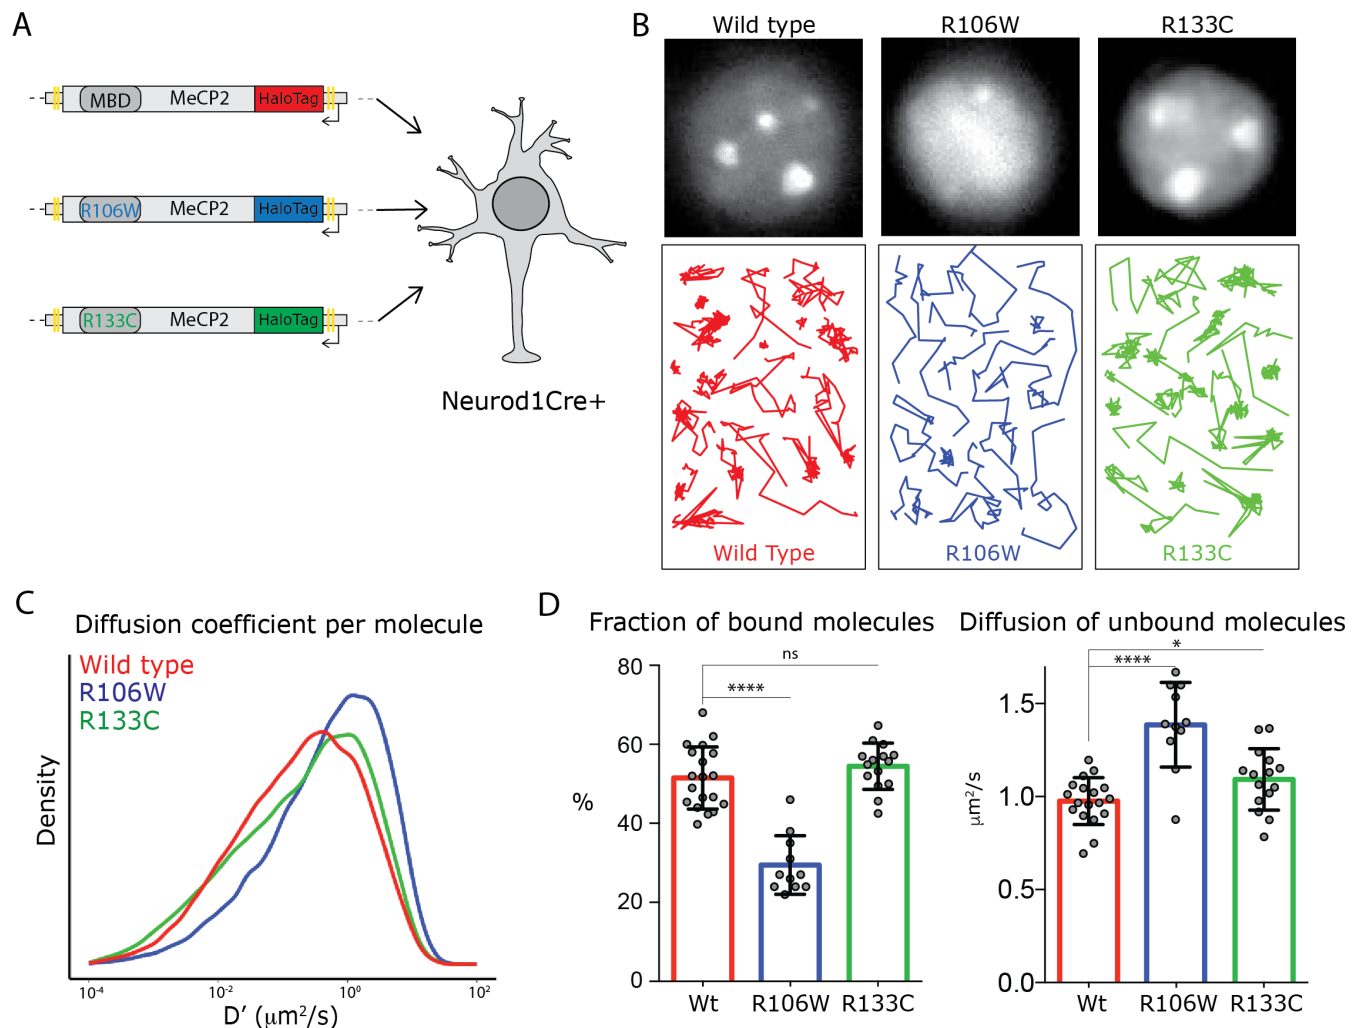 A
MBD MeCP2 HaloTag
R106W MeCP2 HaloTag
R133C MeCP2 HaloTag
Neurod1Cre+
B
Wild type R106W R133C
Wild Type R106W R133C
C
Diffusion coefficient per molecule
Wild type
R106W
R133C
Density
10⁻⁴ 10⁻² 10⁰ 10²
D’ (μm²/s)
D
Fraction of bound molecules
ns
****
80
60
40
20
0
%
Wt R106W R133C
Diffusion of unbound molecules
*
****
1.5
1.0
0.5
0.0
μm²/s
Wt R106W R133C